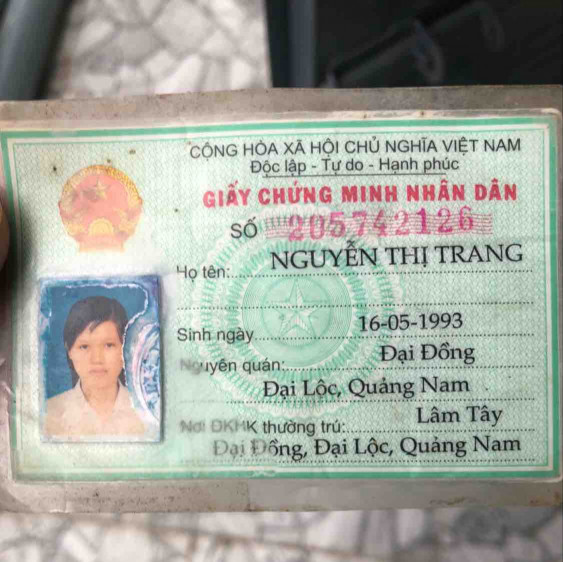 CỘNG HÒA XÃ HỘI CHỦ NGHĨA VIỆT NAM
Độc lập - Tự do - Hạnh phúc
GIẤY CHỨNG MINH NHÂN DÂN
SỐ 205742126
Họ tên: NGUYỄN THỊ TRANG
Sinh ngày 16-05-1993
Nguyên quán: Đại Đồng
Đại Lộc, Quảng Nam
Nơi ĐKHK thường trú: Lâm Tây
Đại Đồng, Đại Lộc, Quảng Nam